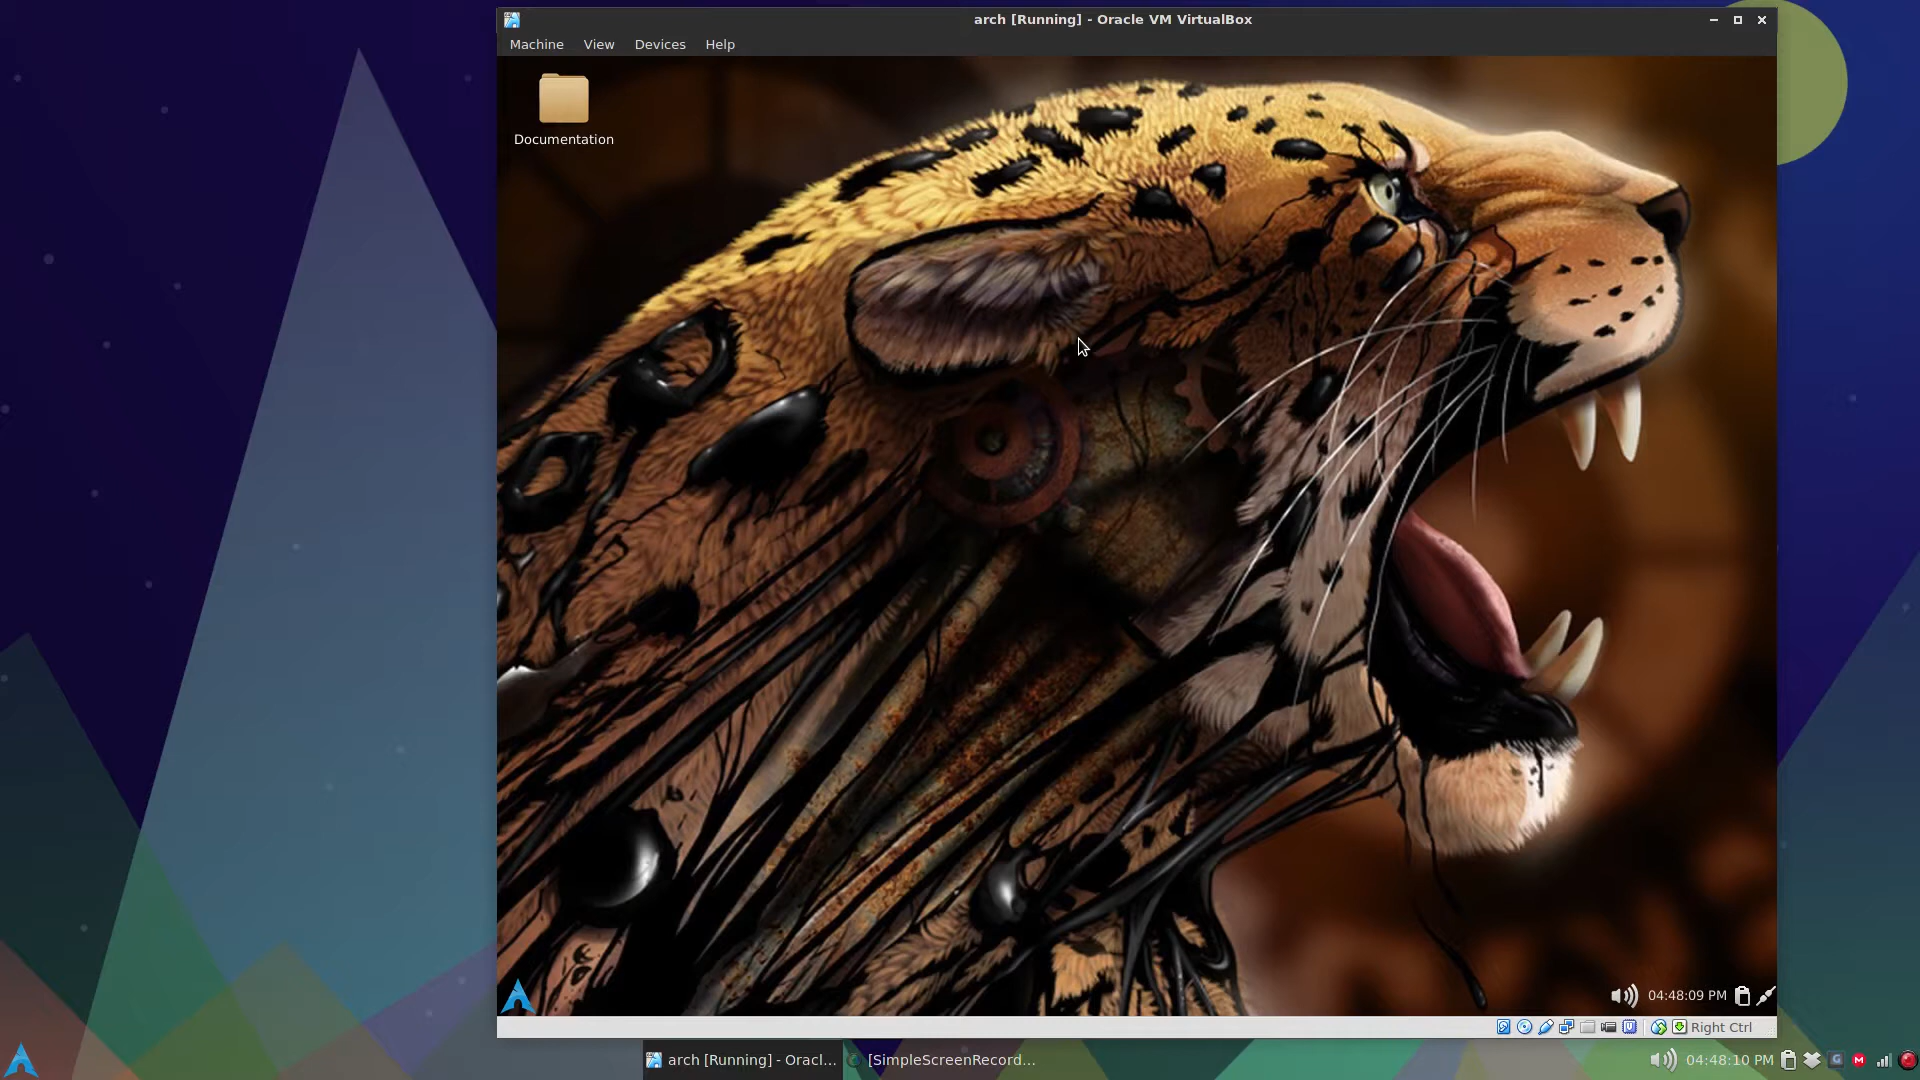 arch [Running] - Oracle VM VirtualBox
Machine View Devices Help
Documentation
04:48:09 PM
Right Ctrl
arch [Running] - Oracl...
[SimpleScreenRecord...
04:48:10 PM